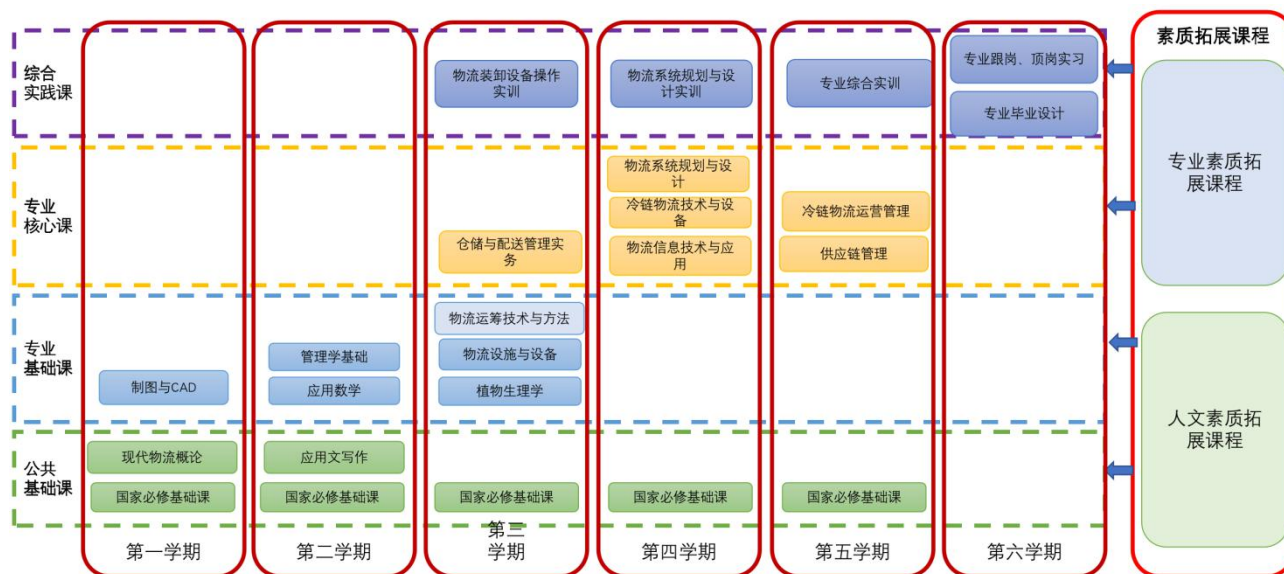 素质拓展课程
综合
实践课
物流装卸设备操作
实训
物流系统规划与设
计实训
专业综合实训
专业跟岗、顶岗实习
专业毕业设计
专业素质拓
展课程
专业
核心课
仓储与配送管理实
务
物流系统规划与设
计
冷链物流技术与设
备
物流信息技术与应
用
冷链物流运营管理
供应链管理
专业
基础课
制图与CAD
管理学基础
应用数学
物流运筹技术与方法
物流设施与设备
植物生理学
人文素质拓
展课程
公共
基础课
现代物流概论
国家必修基础课
应用文写作
国家必修基础课
国家必修基础课
国家必修基础课
国家必修基础课
第一学期
第二学期
第三
学期
第四学期
第五学期
第六学期